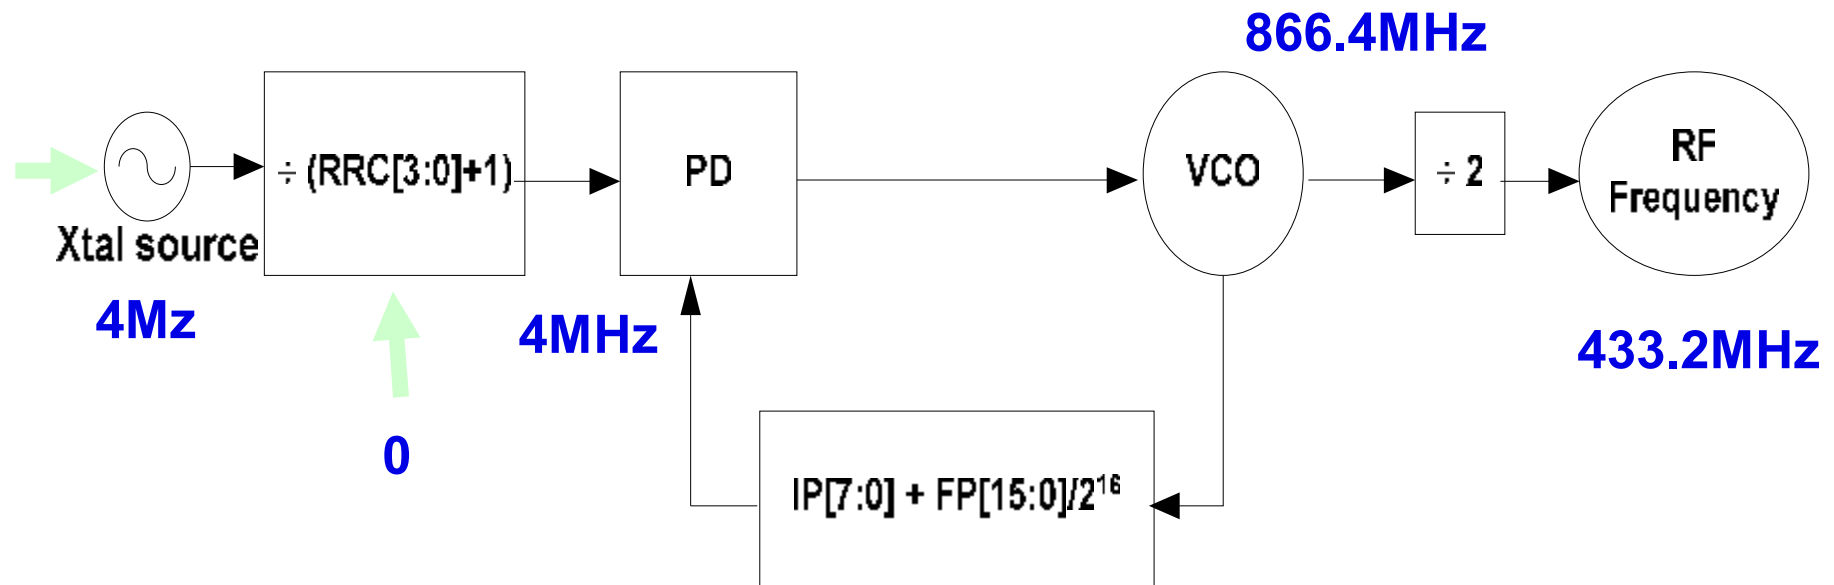 866.4MHz
÷ (RRC[3:0]+1)
PD
VCO
÷ 2
RF
Frequency
Xtal source
4Mz
4MHz
433.2MHz
0
IP[7:0] + FP[15:0]/2¹⁶